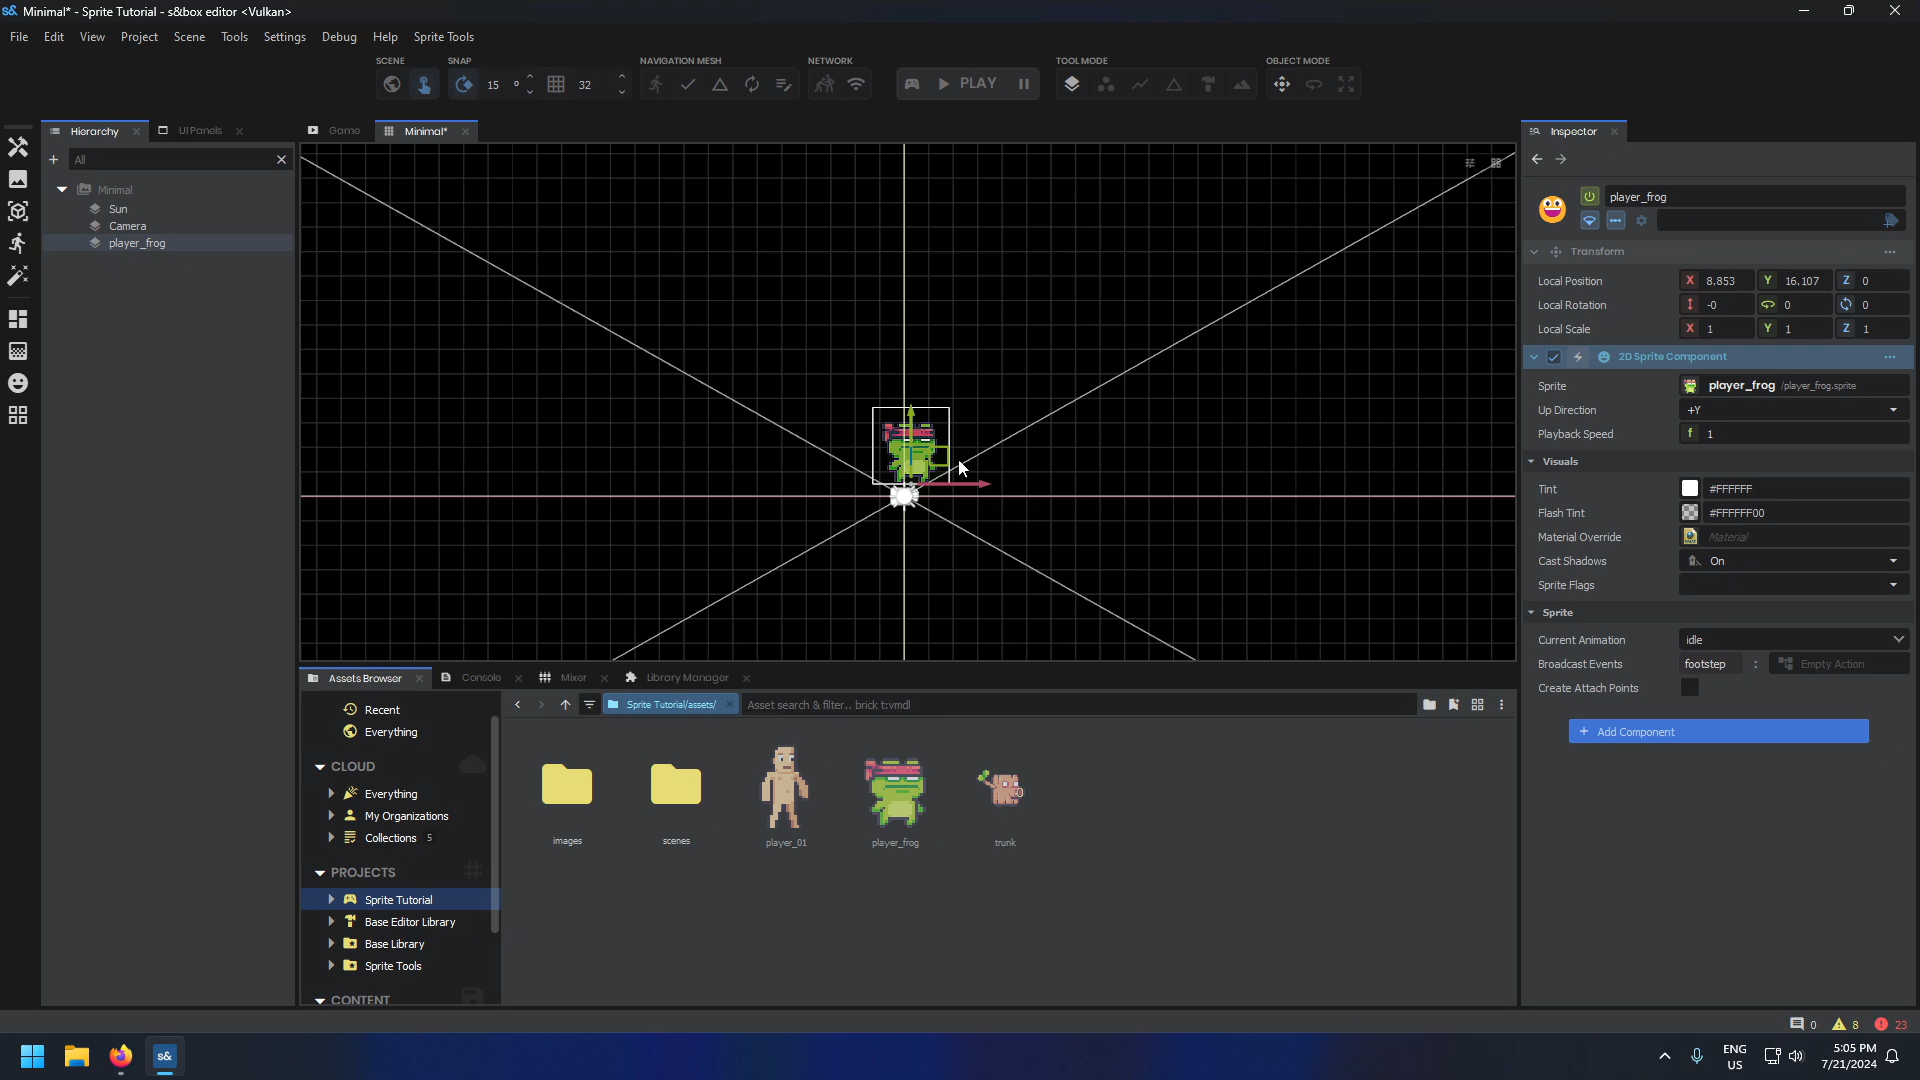 s& Minimal* - Sprite Tutorial - s&box editor <Vulkan>
File Edit View Project Scene Tools Settings Debug Help Sprite Tools
SCENE SNAP NAVIGATION MESH NETWORK TOOL MODE OBJECT MODE
15 ° 32 PLAY
Hierarchy UI Panels Game Minimal* Inspector
All
Minimal
Sun
Camera
player_frog
player_frog
Transform
Local Position X 8.853 Y 16.107 Z 0
Local Rotation -0 0 0
Local Scale X 1 Y 1 Z 1
2D Sprite Component
Sprite player_frog /player_frog.sprite
Up Direction +Y
Playback Speed f 1
Visuals
Tint #FFFFFF
Flash Tint #FFFFFF00
Material Override Material
Cast Shadows On
Sprite Flags
Sprite
Current Animation idle
Broadcast Events footstep : Empty Action
Create Attach Points
+ Add Component
Assets Browser Console Mixer Library Manager
Sprite Tutorial/assets/ Asset search & filter.. brick t:vmdl
Recent
Everything
CLOUD
Everything
My Organizations
Collections 5
PROJECTS
Sprite Tutorial
Base Editor Library
Base Library
Sprite Tools
CONTENT
images scenes player_01 player_frog trunk
0 8 23
s&
ENG
US
5:05 PM
7/21/2024